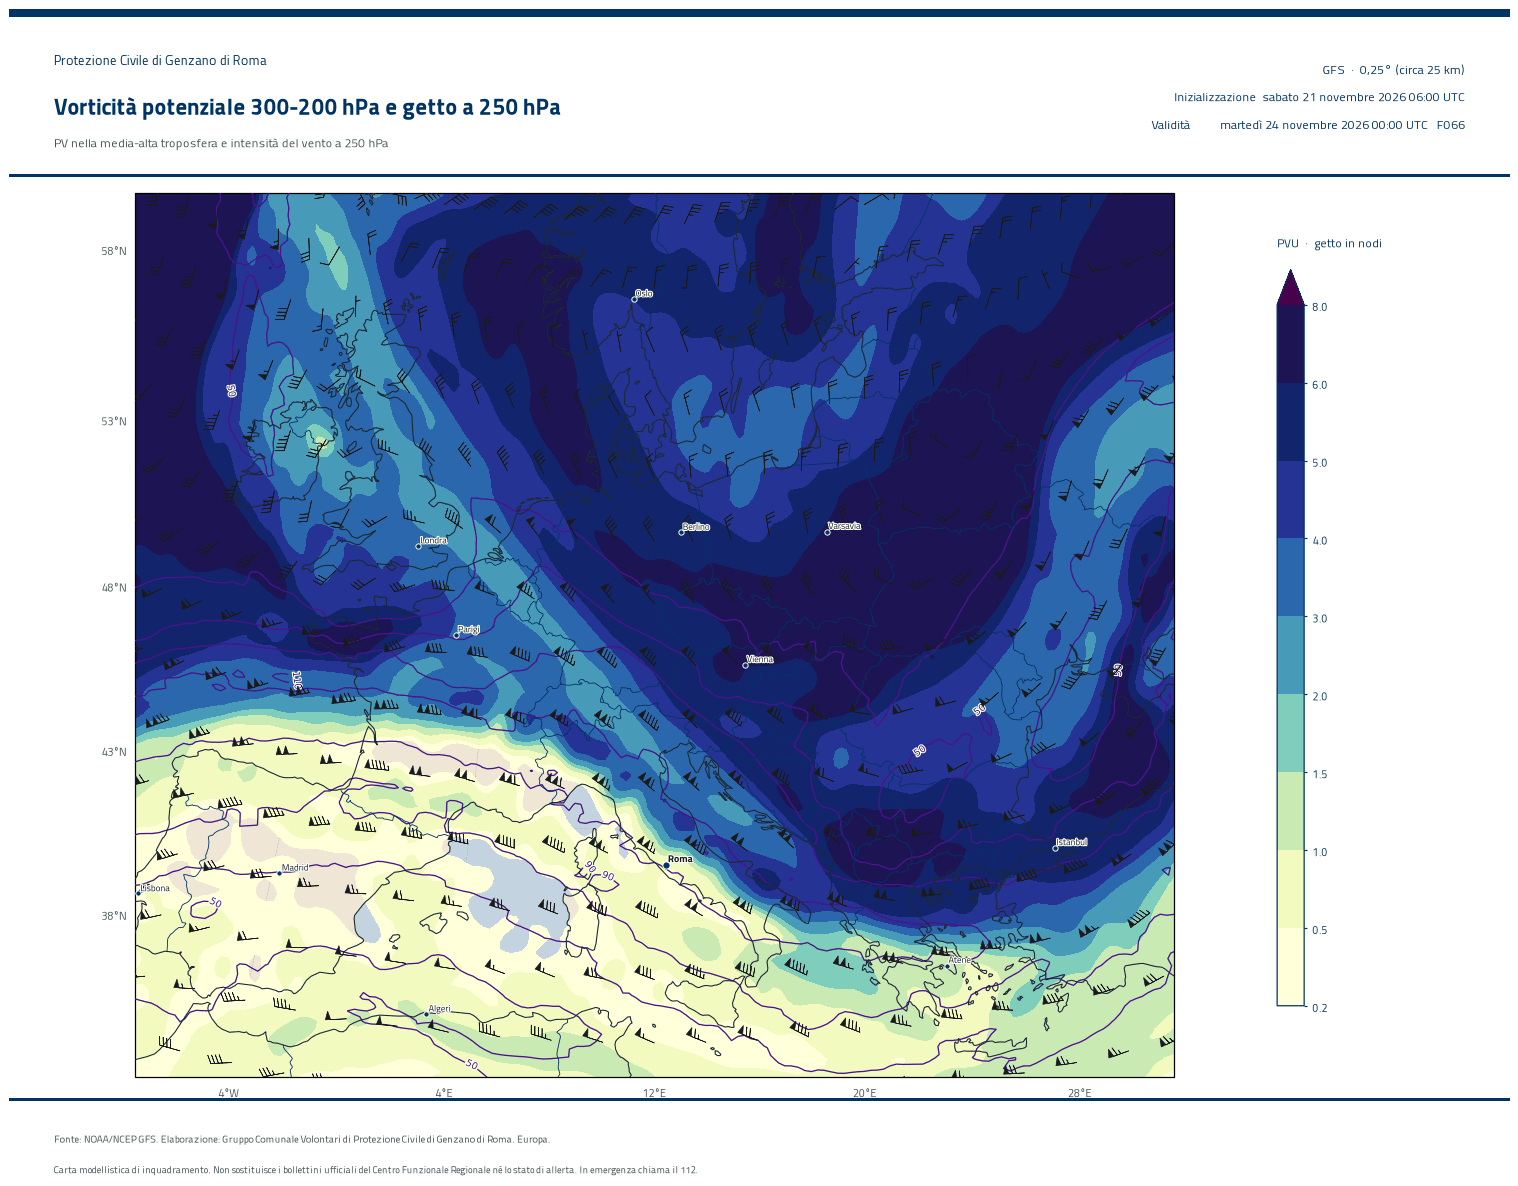 Protezione Civile di Genzano di Roma
Vorticità potenziale 300-200 hPa e getto a 250 hPa
PV nella media-alta troposfera e intensità del vento a 250 hPa
GFS · 0,25° (circa 25 km)
Inizializzazione sabato 21 novembre 2026 06:00 UTC
Validità martedì 24 novembre 2026 00:00 UTC F066
PVU · getto in nodi
8.0
6.0
5.0
4.0
3.0
2.0
1.5
1.0
0.5
0.2
58°N
53°N
48°N
43°N
38°N
4°W
4°E
12°E
20°E
28°E
Oslo
Berlino
Varsavia
Londra
Parigi
Vienna
Istanbul
Roma
Madrid
Lisbona
Atene
Algeri
50
50
50
50
90
90
50
50
Fonte: NOAA/NCEP GFS. Elaborazione: Gruppo Comunale Volontari di Protezione Civile di Genzano di Roma. Europa.
Carta modellistica di inquadramento. Non sostituisce i bollettini ufficiali del Centro Funzionale Regionale né lo stato di allerta. In emergenza chiama il 112.